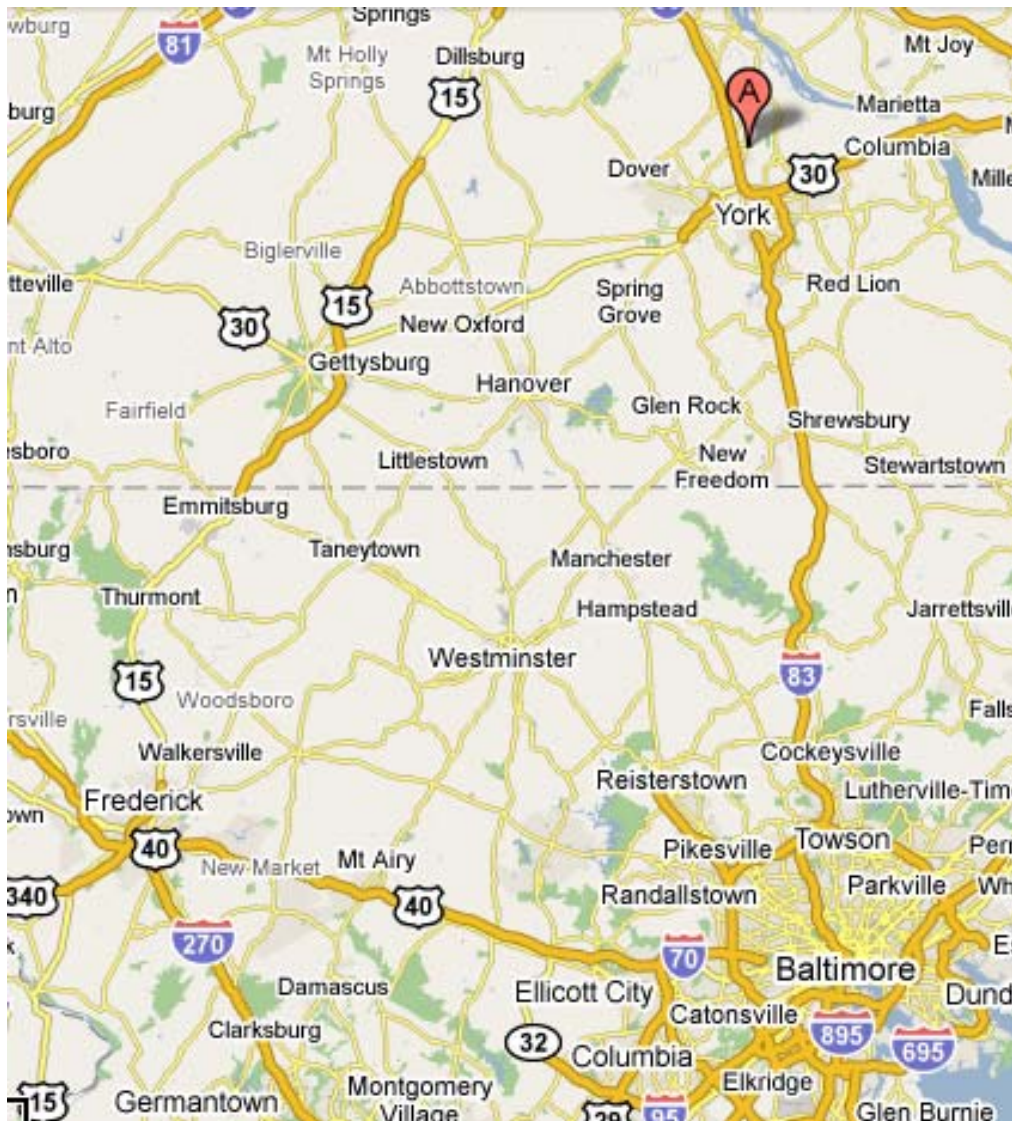 Springs
81
Mt Holly
Springs
Dillsburg
Mt Joy
15
A
Marietta
Columbia
Dover
30
York
Biglerville
Abbottstown
Spring
Grove
Red Lion
15
30
New Oxford
Gettysburg
Hanover
Fairfield
Glen Rock
Shrewsbury
Littlestown
New
Freedom
Stewartstown
Emmitsburg
Taneytown
Manchester
Thurmont
Hampstead
Jarrettsvill
Westminster
83
15
Woodsboro
Falls
Walkersville
Cockeysville
Reisterstown
Frederick
Lutherville-Tim
40
Pikesville
Towson
New Market
Mt Airy
Randallstown
Parkville
340
40
270
70
Baltimore
Damascus
Ellicott City
Dund
Clarksburg
Catonsville
32
895
695
Columbia
Elkridge
15
Germantown
Montgomery
Village
29
95
Glen Burnie